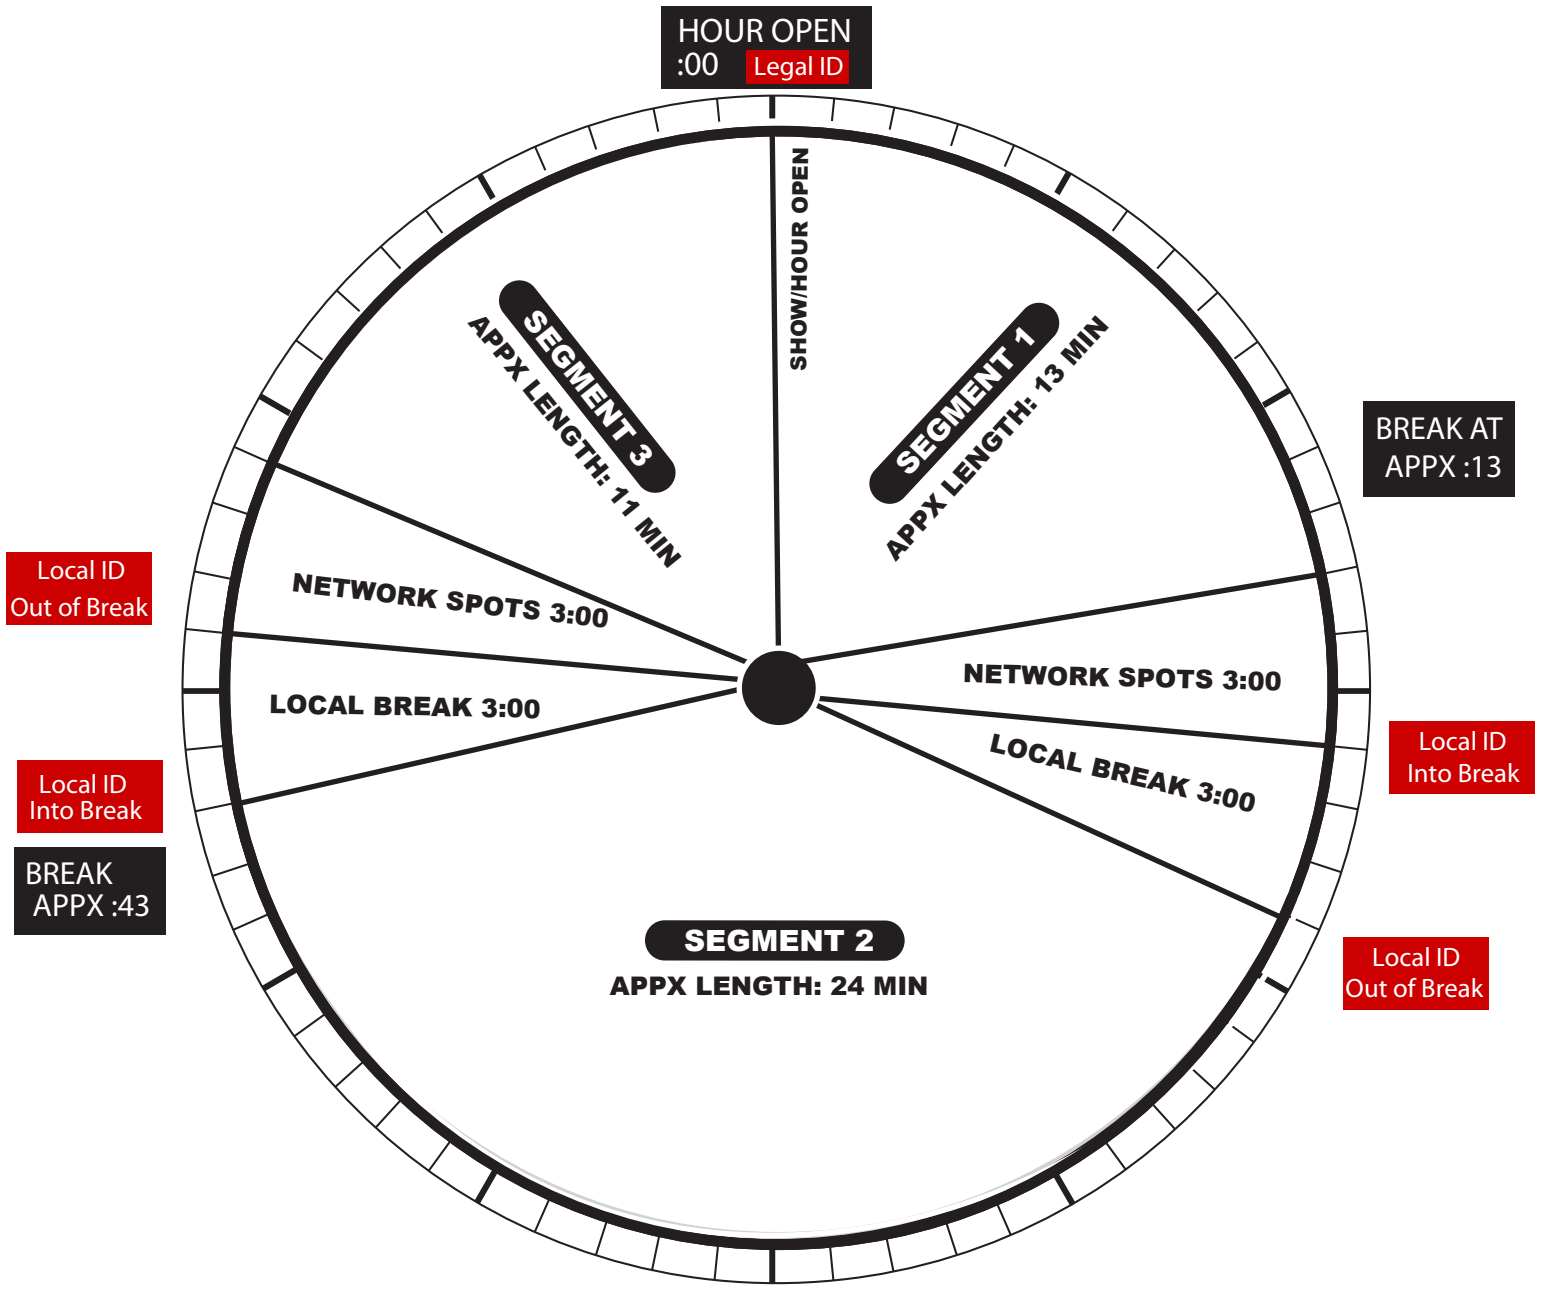 HOUR OPEN
:00 Legal ID
SHOW/HOUR OPEN
SEGMENT 1
APPX LENGTH: 13 MIN
BREAK AT
APPX :13
NETWORK SPOTS 3:00
Local ID
Into Break
LOCAL BREAK 3:00
Local ID
Out of Break
SEGMENT 2
APPX LENGTH: 24 MIN
BREAK
APPX :43
Local ID
Into Break
LOCAL BREAK 3:00
NETWORK SPOTS 3:00
Local ID
Out of Break
SEGMENT 3
APPX LENGTH: 11 MIN